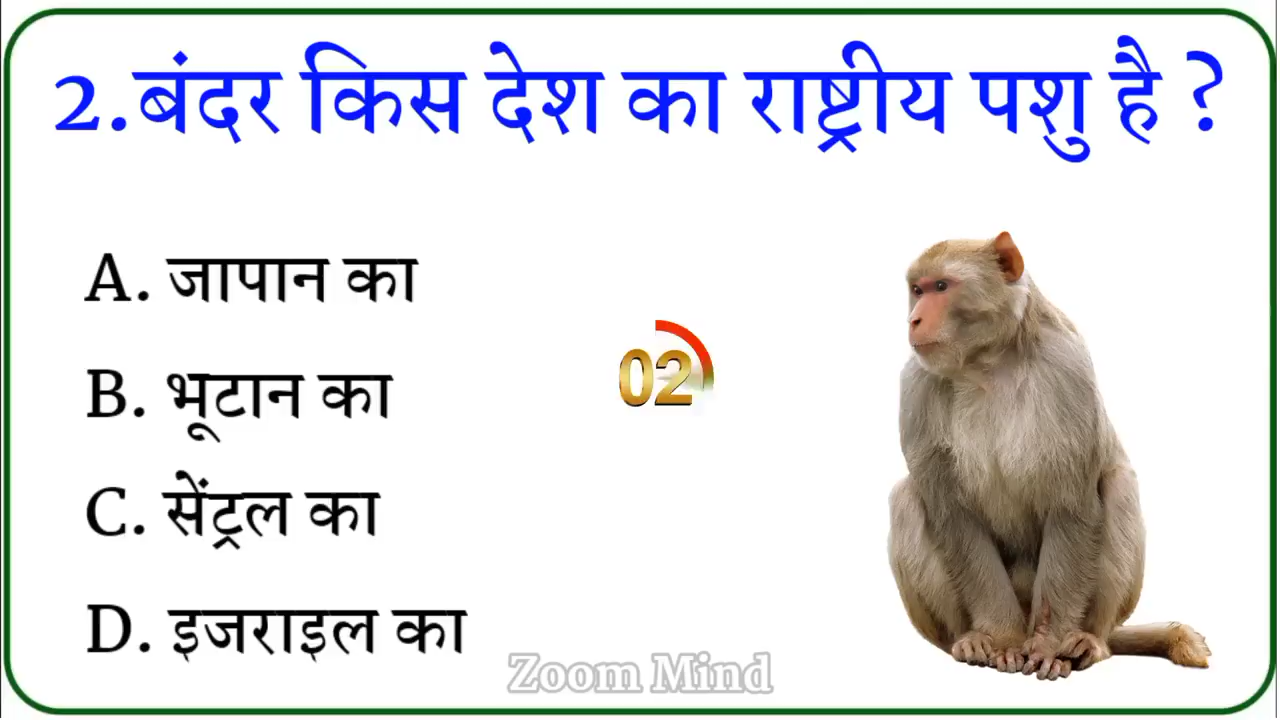 2.बंदर किस देश का राष्ट्रीय पशु है ?
A. जापान का
B. भूटान का
02
C. सेंट्रल का
D. इजराइल का
Zoom Mind